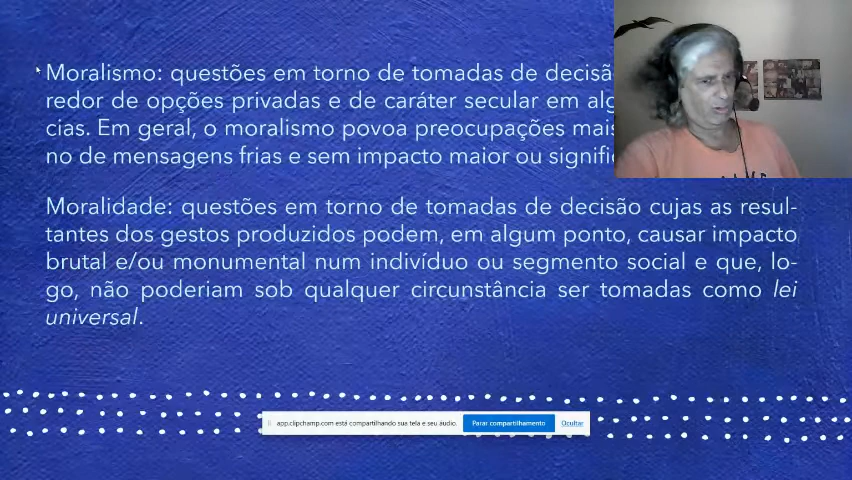 Moralismo: questões em torno de tomadas de
redor de opções privadas e de caráter secular em
cias. Em geral, o moralismo povoa preocupações
no de mensagens frias e sem impacto maior ou
Moralidade: questões em torno de tomadas de decisão cujas as resul-
tantes dos gestos produzidos podem, em algum ponto, causar impacto
brutal e/ou monumental num indivíduo ou segmento social e que, lo-
go, não poderiam sob qualquer circunstância ser tomadas como lei
universal.
app.clipchamp.com está compartilhando sua tela e seu áudio. Parar compartilhamento Ocultar